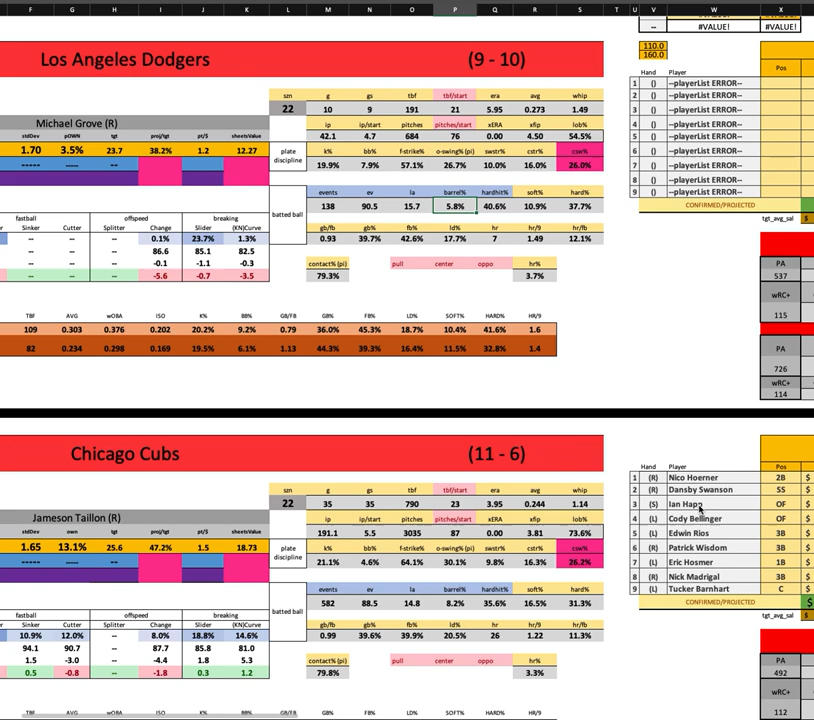 F G H I J K L M N O P Q R S T U V W X
-- #VALUE! #VALUE!
Los Angeles Dodgers (9 - 10)
110.0
160.0
Pos
Hand Player
1 () --playerList ERROR--
2 () --playerList ERROR--
3 () --playerList ERROR--
4 () --playerList ERROR--
5 () --playerList ERROR--
6 () --playerList ERROR--
7 () --playerList ERROR--
8 () --playerList ERROR--
9 () --playerList ERROR--
CONFIRMED/PROJECTED
tgt_avg_sal $
szn g gs tbf tbf/start era avg whip
22 10 9 191 21 5.95 0.273 1.49
Michael Grove (R)
ip ip/start pitches pitches/start xERA xfip lob%
stdDev pOWN tgt proj/tgt pt/$ sheetsValue
42.1 4.7 684 76 0.00 4.50 54.5%
1.70 3.5% 23.7 38.2% 1.2 12.27
plate discipline
k% bb% f-strike% o-swing% (pi) swstr% cstr% csw%
----- ---- --
19.9% 7.9% 57.1% 26.7% 10.0% 16.0% 26.0%
batted ball
events ev la barrel% hardhit% soft% hard%
138 90.5 15.7 5.8% 40.6% 10.9% 37.7%
fastball offspeed breaking
gb/fb gb% fb% ld% hr hr/9 hr/fb
r Sinker Cutter Splitter Change Slider (KN)Curve
0.93 39.7% 42.6% 17.7% 7 1.49 12.1%
-- -- -- 0.1% 23.7% 1.3%
-- -- -- 86.6 85.1 82.5
-- -- -- -0.1 -1.1 -0.3
-- -- -- -5.6 -0.7 -3.5
contact% (pi) pull center oppo hr%
79.3% 3.7%
PA
537
wRC+
115
PA
726
wRC+
114
TBF AVG wOBA ISO K% BB% GB/FB GB% FB% LD% SOFT% HARD% HR/9
109 0.303 0.376 0.202 20.2% 9.2% 0.79 36.0% 45.3% 18.7% 10.4% 41.6% 1.6
82 0.234 0.298 0.169 19.5% 6.1% 1.13 44.3% 39.3% 16.4% 11.5% 32.8% 1.4
Chicago Cubs (11 - 6)
Hand Player Pos
1 (R) Nico Hoerner 2B $
2 (R) Dansby Swanson SS $
3 (S) Ian Happ OF $
4 (L) Cody Bellinger OF $
5 (L) Edwin Rios 3B $
6 (R) Patrick Wisdom 3B $
7 (L) Eric Hosmer 1B $
8 (R) Nick Madrigal 3B $
9 (L) Tucker Barnhart C $
CONFIRMED/PROJECTED $
tgt_avg_sal $
szn g gs tbf tbf/start era avg whip
22 35 35 790 23 3.95 0.244 1.14
Jameson Taillon (R)
ip ip/start pitches pitches/start xERA xfip lob%
stdDev own tgt proj/tgt pt/$ sheetsValue
191.1 5.5 3035 87 0.00 3.81 73.6%
1.65 13.1% 25.6 47.2% 1.5 18.73
plate discipline
k% bb% f-strike% o-swing% (pi) swstr% cstr% csw%
----- ---- --
21.1% 4.6% 64.1% 30.1% 9.8% 16.3% 26.2%
batted ball
events ev la barrel% hardhit% soft% hard%
582 88.5 14.8 8.2% 35.6% 16.5% 31.3%
fastball offspeed breaking
gb/fb gb% fb% ld% hr hr/9 hr/fb
r Sinker Cutter Splitter Change Slider (KN)Curve
0.99 39.6% 39.9% 20.5% 26 1.22 11.3%
10.9% 12.0% -- 8.0% 18.8% 14.6%
94.1 90.7 -- 87.7 85.8 81.0
1.5 -3.0 -- -4.4 1.8 5.3
0.5 -0.8 -- -1.8 0.3 1.2
contact% (pi) pull center oppo hr%
79.8% 3.3%
PA
492
wRC+
112
TBF AVG wOBA ISO K% BB% GB/FB GB% FB% LD% SOFT% HARD% HR/9